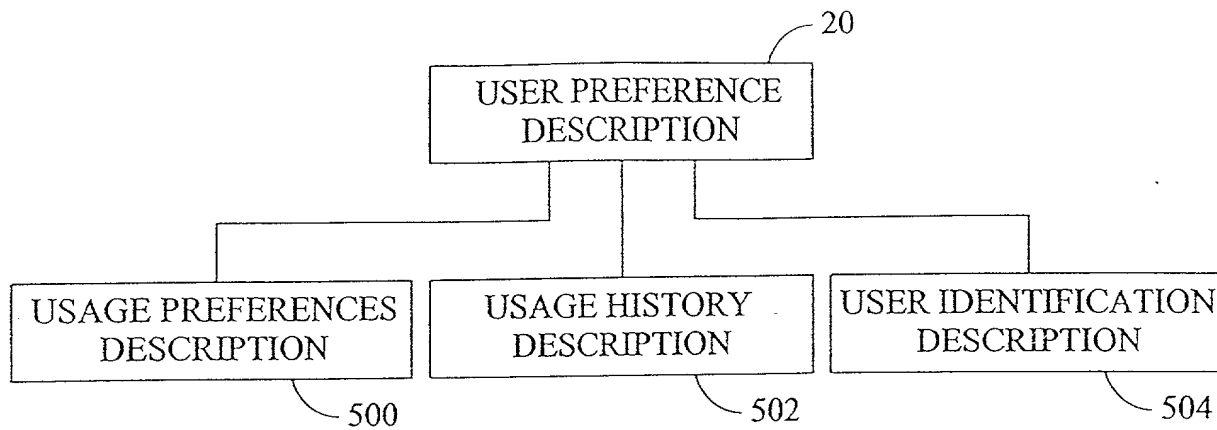 20
USER PREFERENCE
DESCRIPTION
USAGE PREFERENCES
DESCRIPTION
USAGE HISTORY
DESCRIPTION
USER IDENTIFICATION
DESCRIPTION
500
502
504